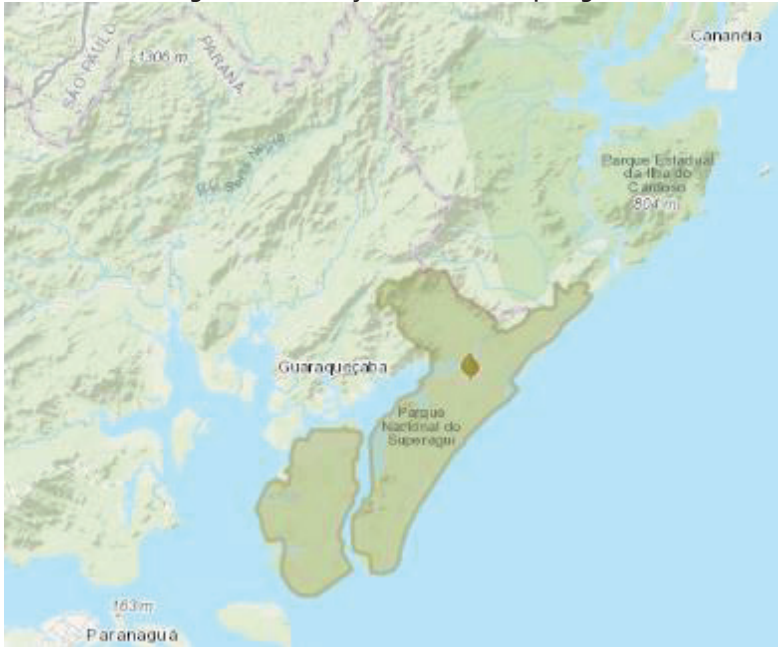 Cananéia
SÃO PAULO
PARANÁ
1306 m
Parque Estadual
da Ilha do
Cardoso
804 m
Guaraqueçaba
Parque
Nacional do
Superagui
163 m
Paranaguá